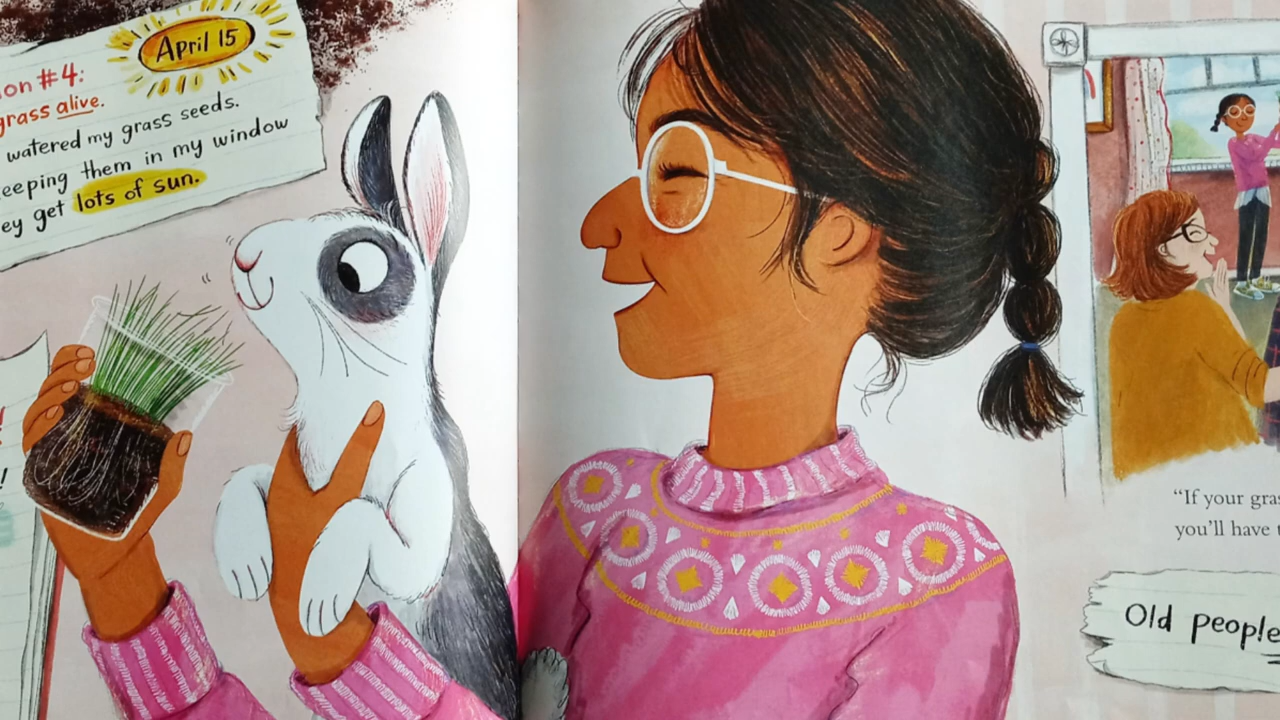 April 15
on #4:
grass alive.
watered my grass seeds.
eeping them in my window
ey get lots of sun.
!
"If your gra
you'll have t
Old people